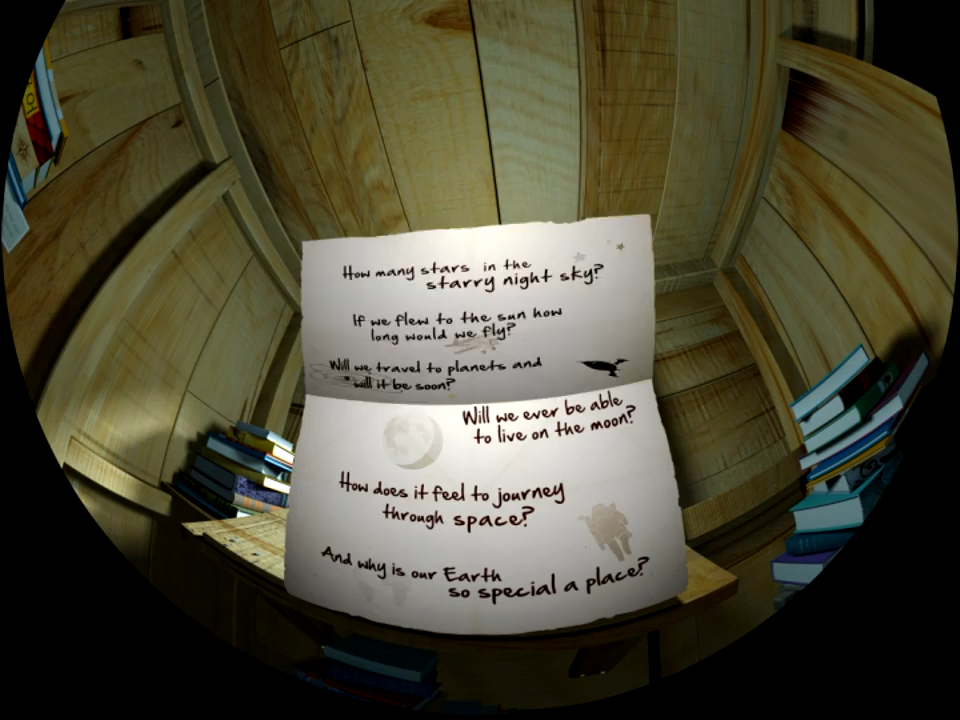 How many stars in the
starry night sky?
If we flew to the sun how
long would we fly?
Will we travel to planets and
will it be soon?
Will we ever be able
to live on the moon?
How does it feel to journey
through space?
And why is our Earth
so special a place?